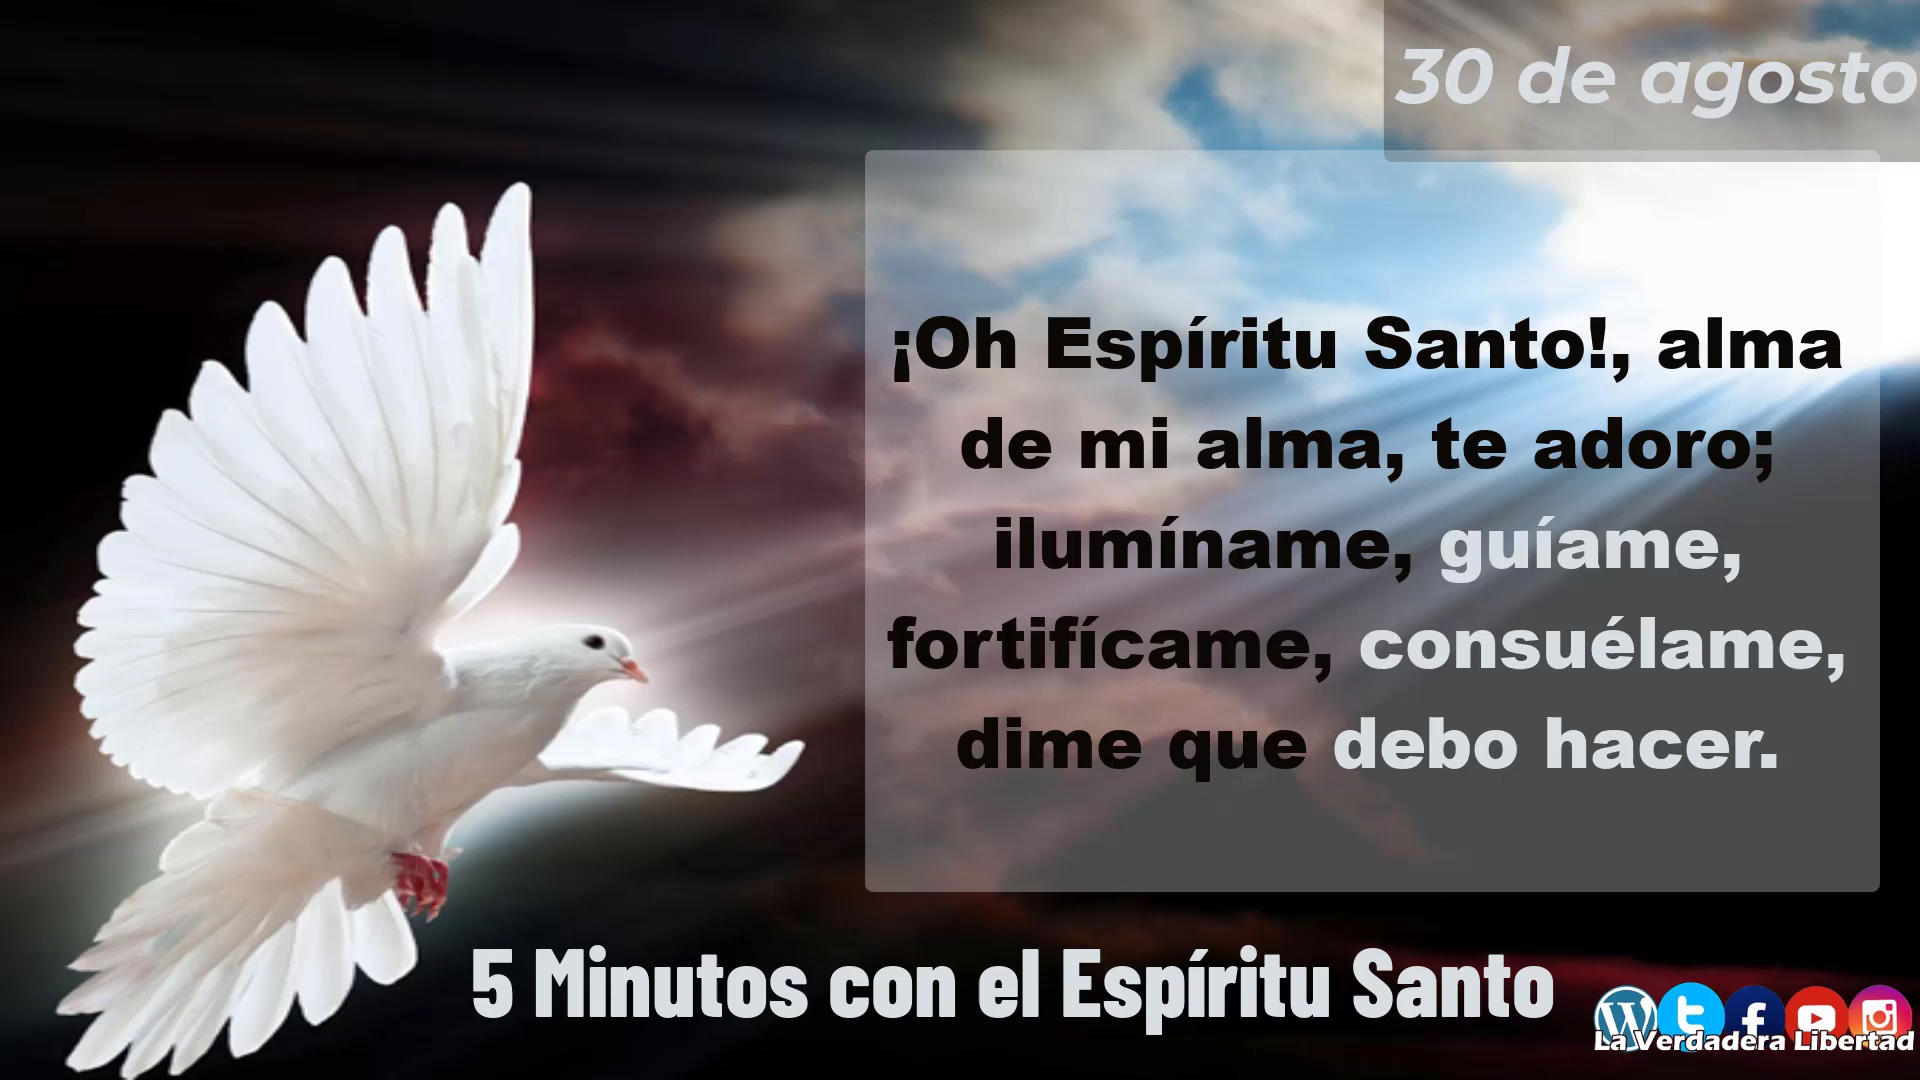 30 de agosto
¡Oh Espíritu Santo!, alma
de mi alma, te adoro;
ilumíname, guíame,
fortifícame, consuélame,
dime que debo hacer.
5 Minutos con el Espíritu Santo
La Verdadera Libertad